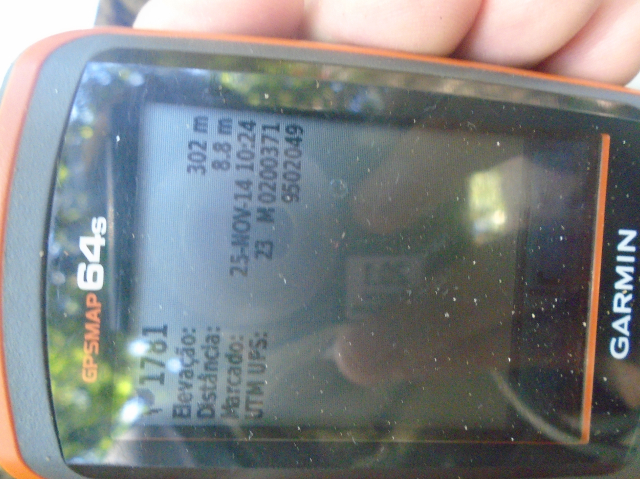 GPSMAP 64s
1781
Elevação: 302 m
Distância: 8.8 m
Marcado: 25-NOV-14 10:24
UTM UPS: 23 M 0200371
9502049
GARMIN